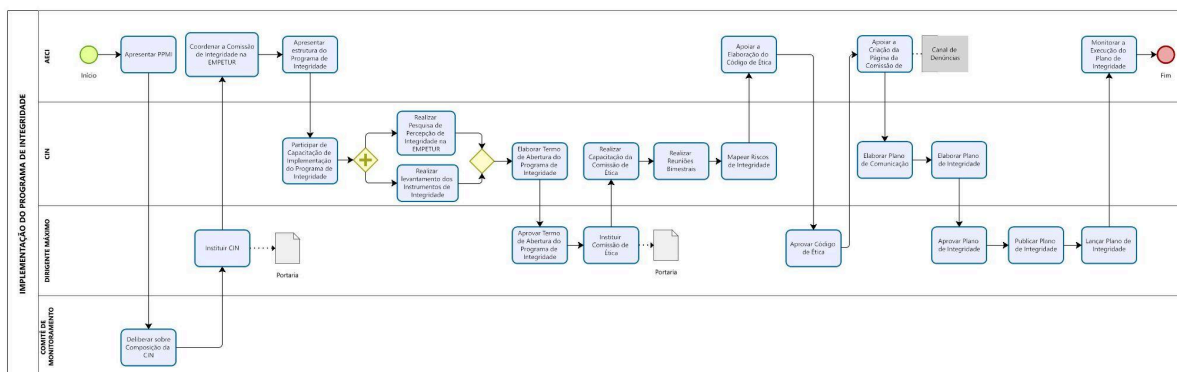 IMPLEMENTAÇÃO DO PROGRAMA DE INTEGRIDADE
AECI
Início
Apresentar PPMI
Coordenar a Comissão
de Integridade na
EMPETUR
Apresentar
estrutura do
Programa de
Integridade
Apoiar a
Elaboração do
Código de Ética
Apoiar a
Criação da
Página da
Comissão de
Canal de
Denúncias
Monitorar a
Execução do
Plano de
Integridade
Fim
CIN
Participar de
Capacitação de
Implementação
do Programa de
Integridade
Realizar
Pesquisa de
Percepção de
Integridade na
EMPETUR
Realizar
llevantamento dos
Instrumentos de
Integridade
Elaborar Termo
de Abertura do
Programa de
Integridade
Realizar
Capacitação da
Comissão de
Ética
Realizar
Reuniões
Bimestrais
Mapear Riscos
de Integridade
Elaborar Plano
de Comunicação
Elaborar Plano
de Integridade
DIRIGENTE MÁXIMO
Instituir CIN
Portaria
Aprovar Termo
de Abertura do
Programa de
Integridade
Instituir
Comissão de
Ética
Portaria
Aprovar Código
de Ética
Aprovar Plano
de Integridade
Publicar Plano
de Integridade
Lançar Plano de
Integridade
COMITÊ DE
MONITORAMENTO
Deliberar sobre
Composição da
CIN